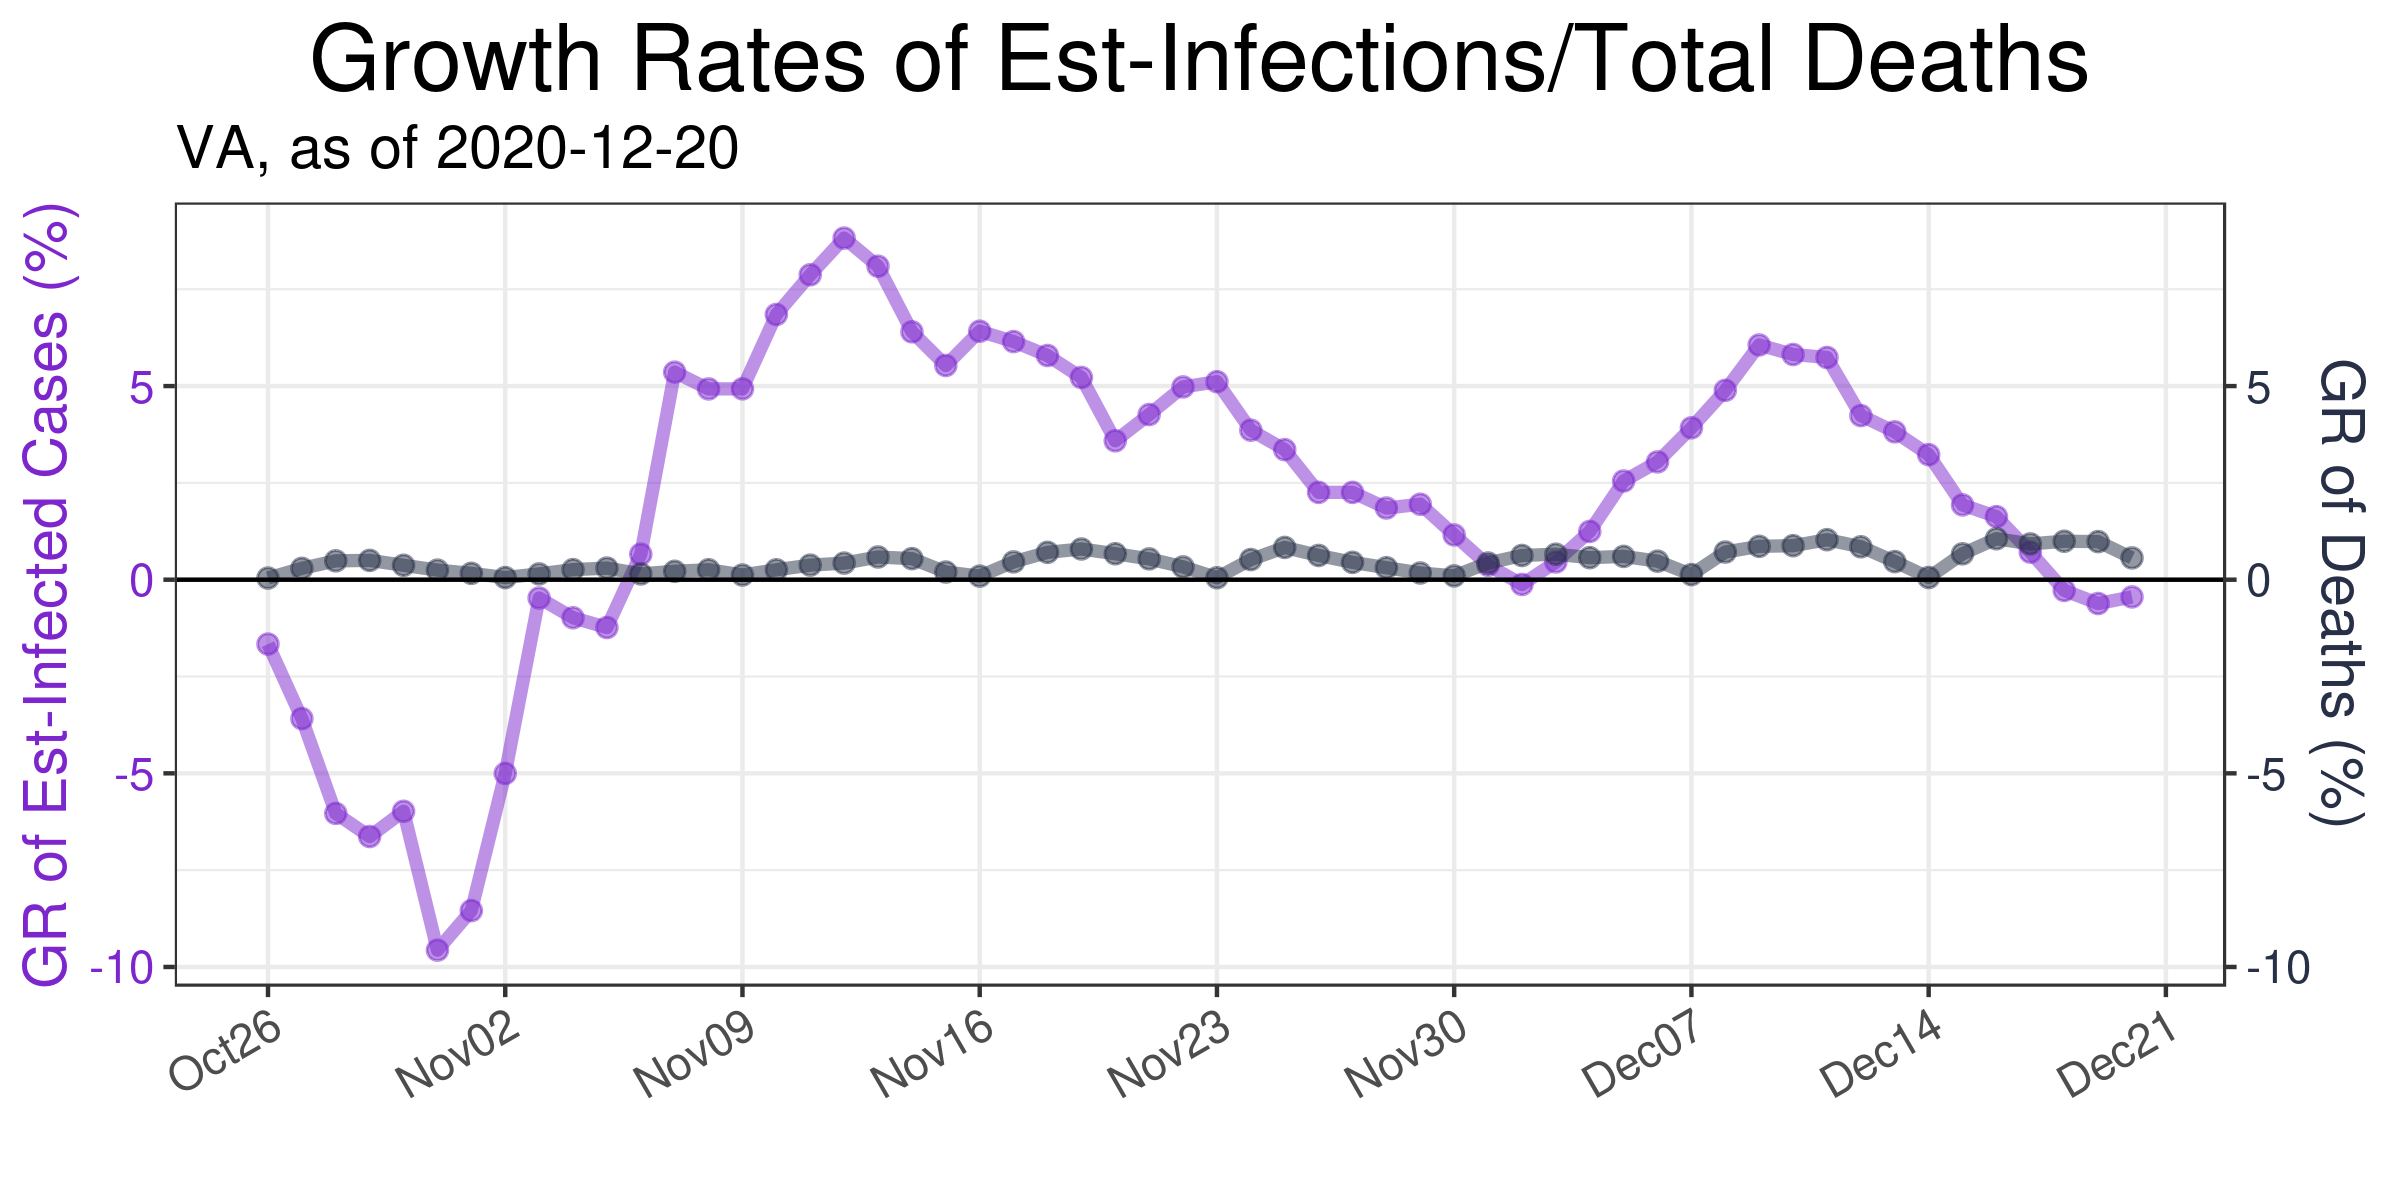 Growth Rates of Est-Infections/Total Deaths
VA, as of 2020-12-20
GR of Est-Infected Cases (%)
5
0
-5
-10
5
0
-5
-10
GR of Deaths (%)
Oct26
Nov02
Nov09
Nov16
Nov23
Nov30
Dec07
Dec14
Dec21